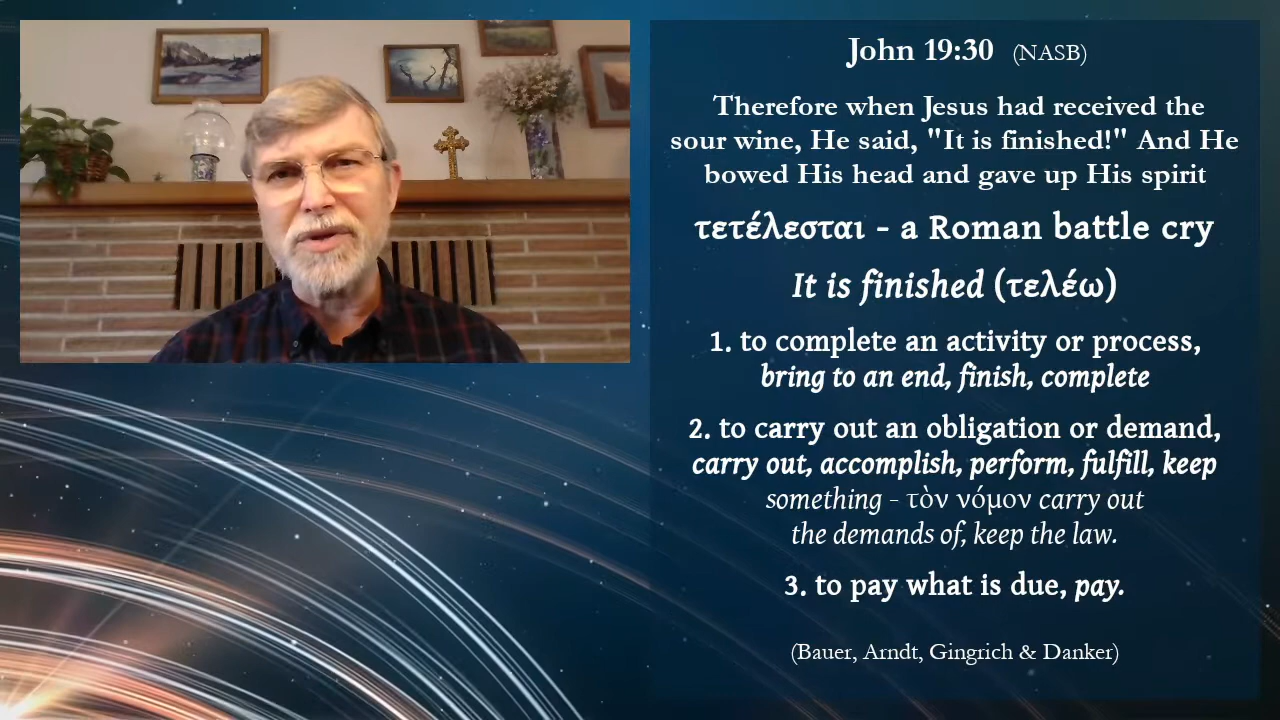 John 19:30 (NASB)
Therefore when Jesus had received the
sour wine, He said, "It is finished!" And He
bowed His head and gave up His spirit
τετέλεσται - a Roman battle cry
It is finished (τελέω)
1. to complete an activity or process,
bring to an end, finish, complete
2. to carry out an obligation or demand,
carry out, accomplish, perform, fulfill, keep
something - τὸν νόμον carry out
the demands of, keep the law.
3. to pay what is due, pay.
(Bauer, Arndt, Gingrich & Danker)